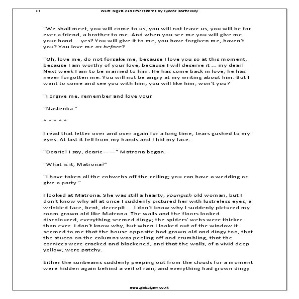 "We shall meet, you will come to us, you will not leave us, you will be for
ever a friend, a brother to me. And when you see me you will give me
your hand ... yes? You will give it to me, you have forgiven me, haven't
you? You love me as before?
"Oh, love me, do not forsake me, because I love you so at this moment,
because I am worthy of your love, because I will deserve it ... my dear!
Next week I am to be married to him. He has come back in love, he has
never forgotten me. You will not be angry at my writing about him. But I
want to come and see you with him; you will like him, won't you?
"Forgive me, remember and love your
"Nastenka."
* * * * *
I read that letter over and over again for a long time; tears gushed to my
eyes. At last it fell from my hands and I hid my face.
"Dearie! I say, dearie——" Matrona began.
"What is it, Matrona?"
"I have taken all the cobwebs off the ceiling; you can have a wedding or
give a party."
I looked at Matrona. She was still a hearty, youngish old woman, but I
don't know why all at once I suddenly pictured her with lustreless eyes, a
wrinkled face, bent, decrepit.... I don't know why I suddenly pictured my
room grown old like Matrona. The walls and the floors looked
discoloured, everything seemed dingy; the spiders' webs were thicker
than ever. I don't know why, but when I looked out of the window it
seemed to me that the house opposite had grown old and dingy too, that
the stucco on the columns was peeling off and crumbling, that the
cornices were cracked and blackened, and that the walls, of a vivid deep
yellow, were patchy.
Either the sunbeams suddenly peeping out from the clouds for a moment
were hidden again behind a veil of rain, and everything had grown dingy